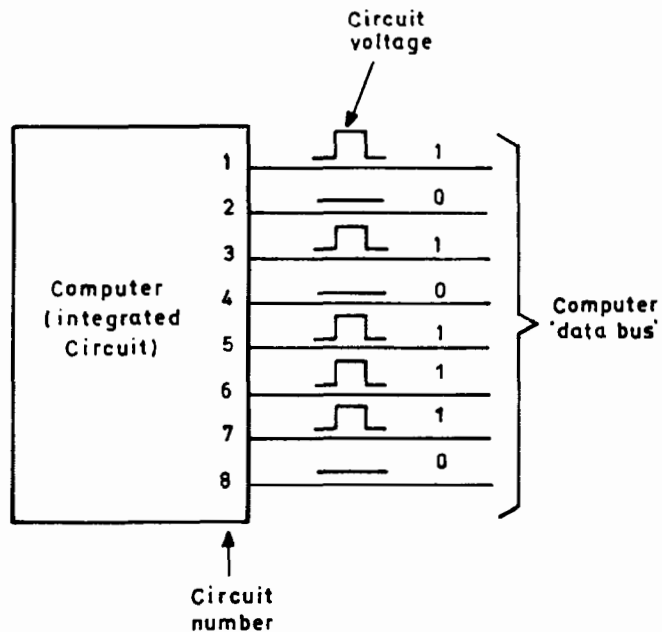 Circuit
voltage
1 1
2 0
3 1
4 0
Computer
(integrated
Circuit)
5 1
6 1
7 1
8 0
Computer
'data bus'
Circuit
number